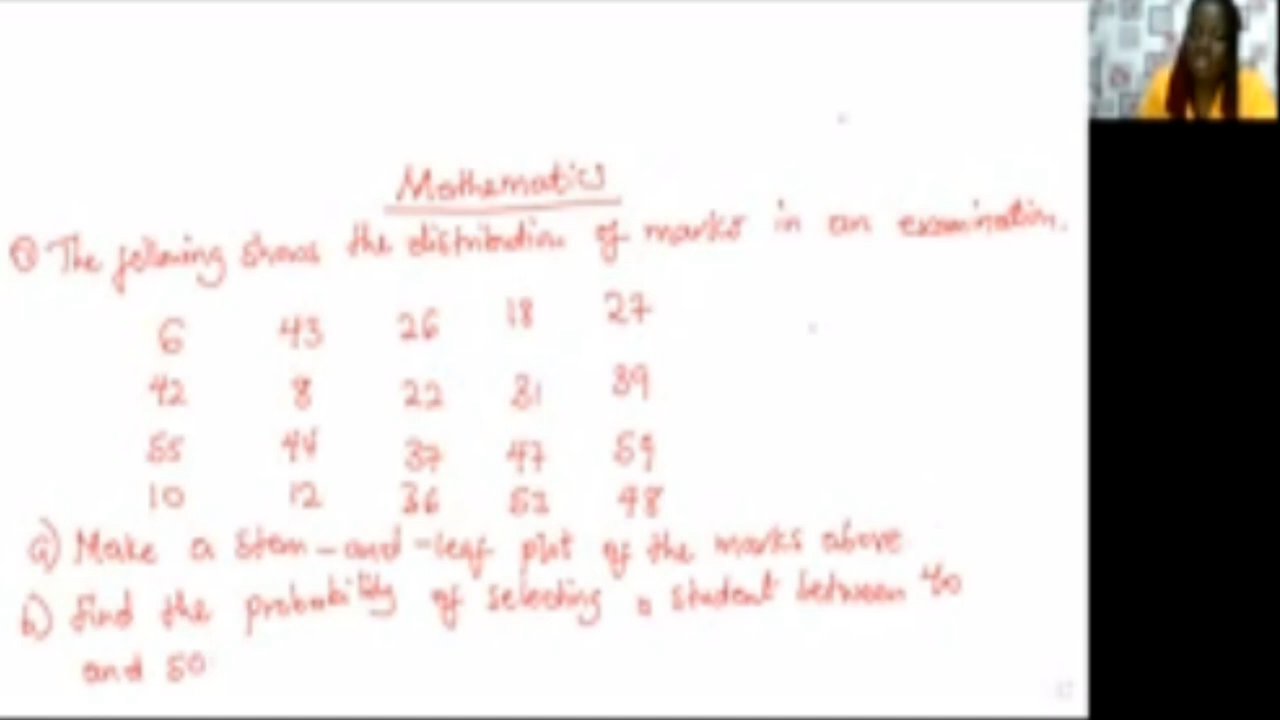 Mathematics
The following shows the distribution of marks in an examination.
6 43 26 18 27
42 8 22 31 39
55 44 37 47 59
10 12 36 52 48
a) Make a stem-and-leaf plot of the marks above
b) find the probability of selecting a student between 40
and 50